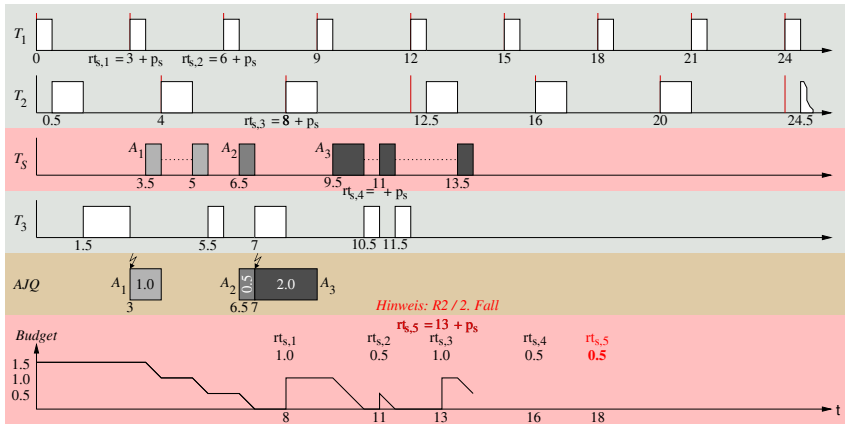 T1
0 3 6 9 12 15 18 21 24
rts,1 = 3 + ps rts,2 = 6 + ps
T2
0.5 4 8 12.5 16 20 24.5
rts,3 = 8 + ps
TS A1 A2 A3
3.5 5 6.5 9.5 11 13.5
rts,4 = + ps
T3
1.5 5.5 7 10.5 11.5
AJQ A1 1.0 A2 0.5 2.0 A3
3 6.5 7
Hinweis: R2 / 2. Fall
rts,5 = 13 + ps
Budget rts,1 rts,2 rts,3 rts,4 rts,5
1.0 0.5 1.0 0.5 0.5
1.5
1.0
0.5
8 11 13 16 18 t